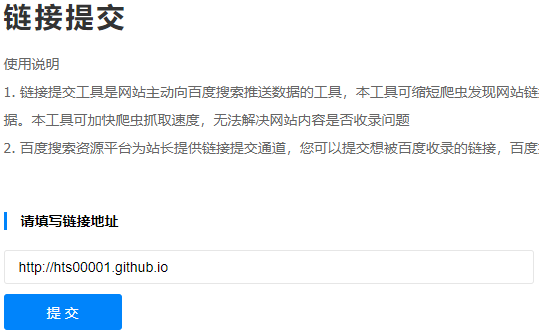 链接提交
使用说明
1. 链接提交工具是网站主动向百度搜索推送数据的工具，本工具可缩短爬虫发现网站链
据。本工具可加快爬虫抓取速度，无法解决网站内容是否收录问题
2. 百度搜索资源平台为站长提供链接提交通道，您可以提交想被百度收录的链接，百度
请填写链接地址
http://hts00001.github.io
提 交